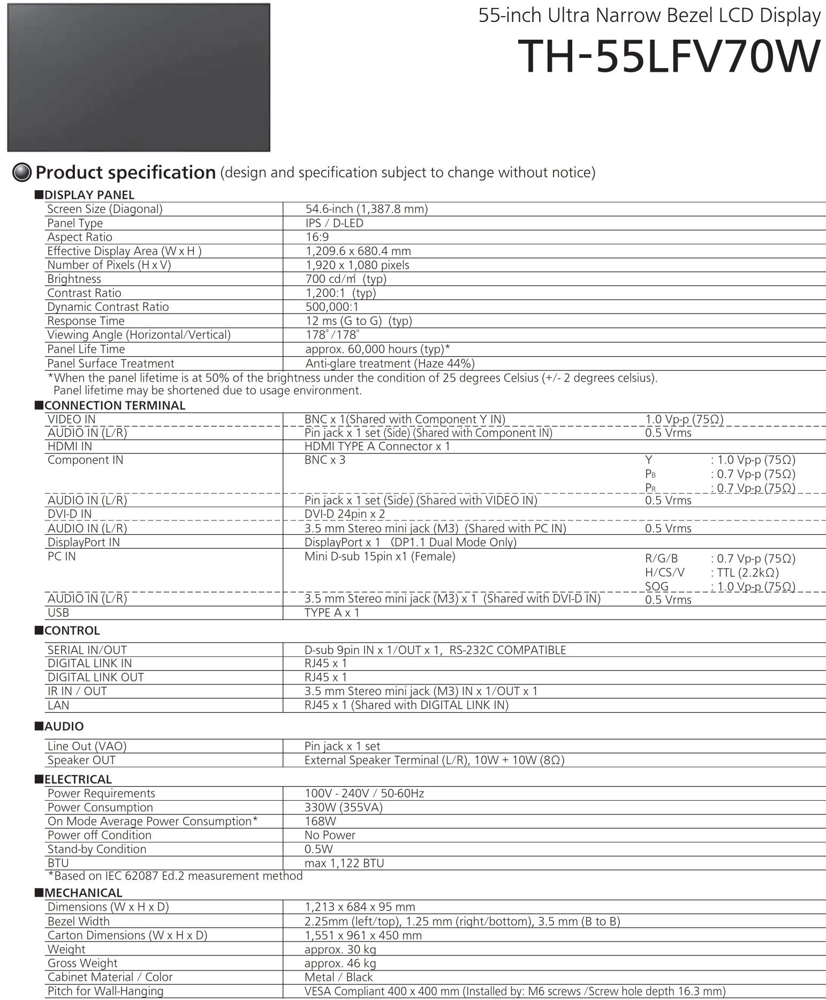 55-inch Ultra Narrow Bezel LCD Display
TH-55LFV70W
Product specification (design and specification subject to change without notice)
■DISPLAY PANEL
Screen Size (Diagonal) 54.6-inch (1,387.8 mm)
Panel Type IPS / D-LED
Aspect Ratio 16:9
Effective Display Area (W x H ) 1,209.6 x 680.4 mm
Number of Pixels (H x V) 1,920 x 1,080 pixels
Brightness 700 cd/㎡ (typ)
Contrast Ratio 1,200:1 (typ)
Dynamic Contrast Ratio 500,000:1
Response Time 12 ms (G to G) (typ)
Viewing Angle (Horizontal/Vertical) 178°/178°
Panel Life Time approx. 60,000 hours (typ)*
Panel Surface Treatment Anti-glare treatment (Haze 44%)
*When the panel lifetime is at 50% of the brightness under the condition of 25 degrees Celsius (+/- 2 degrees celsius).
Panel lifetime may be shortened due to usage environment.
■CONNECTION TERMINAL
VIDEO IN BNC x 1(Shared with Component Y IN) 1.0 Vp-p (75Ω)
AUDIO IN (L/R) Pin jack x 1 set (Side) (Shared with Component IN) 0.5 Vrms
HDMI IN HDMI TYPE A Connector x 1
Component IN BNC x 3 Y : 1.0 Vp-p (75Ω)
PB : 0.7 Vp-p (75Ω)
PR : 0.7 Vp-p (75Ω)
AUDIO IN (L/R) Pin jack x 1 set (Side) (Shared with VIDEO IN) 0.5 Vrms
DVI-D IN DVI-D 24pin x 2
AUDIO IN (L/R) 3.5 mm Stereo mini jack (M3) (Shared with PC IN) 0.5 Vrms
DisplayPort IN DisplayPort x 1 (DP1.1 Dual Mode Only)
PC IN Mini D-sub 15pin x1 (Female) R/G/B : 0.7 Vp-p (75Ω)
H/CS/V : TTL (2.2kΩ)
SOG : 1.0 Vp-p (75Ω)
AUDIO IN (L/R) 3.5 mm Stereo mini jack (M3) x 1 (Shared with DVI-D IN) 0.5 Vrms
USB TYPE A x 1
■CONTROL
SERIAL IN/OUT D-sub 9pin IN x 1/OUT x 1, RS-232C COMPATIBLE
DIGITAL LINK IN RJ45 x 1
DIGITAL LINK OUT RJ45 x 1
IR IN / OUT 3.5 mm Stereo mini jack (M3) IN x 1/OUT x 1
LAN RJ45 x 1 (Shared with DIGITAL LINK IN)
■AUDIO
Line Out (VAO) Pin jack x 1 set
Speaker OUT External Speaker Terminal (L/R), 10W + 10W (8Ω)
■ELECTRICAL
Power Requirements 100V - 240V / 50-60Hz
Power Consumption 330W (355VA)
On Mode Average Power Consumption* 168W
Power off Condition No Power
Stand-by Condition 0.5W
BTU max 1,122 BTU
*Based on IEC 62087 Ed.2 measurement method
■MECHANICAL
Dimensions (W x H x D) 1,213 x 684 x 95 mm
Bezel Width 2.25mm (left/top), 1.25 mm (right/bottom), 3.5 mm (B to B)
Carton Dimensions (W x H x D) 1,551 x 961 x 450 mm
Weight approx. 30 kg
Gross Weight approx. 46 kg
Cabinet Material / Color Metal / Black
Pitch for Wall-Hanging VESA Compliant 400 x 400 mm (Installed by: M6 screws /Screw hole depth 16.3 mm)